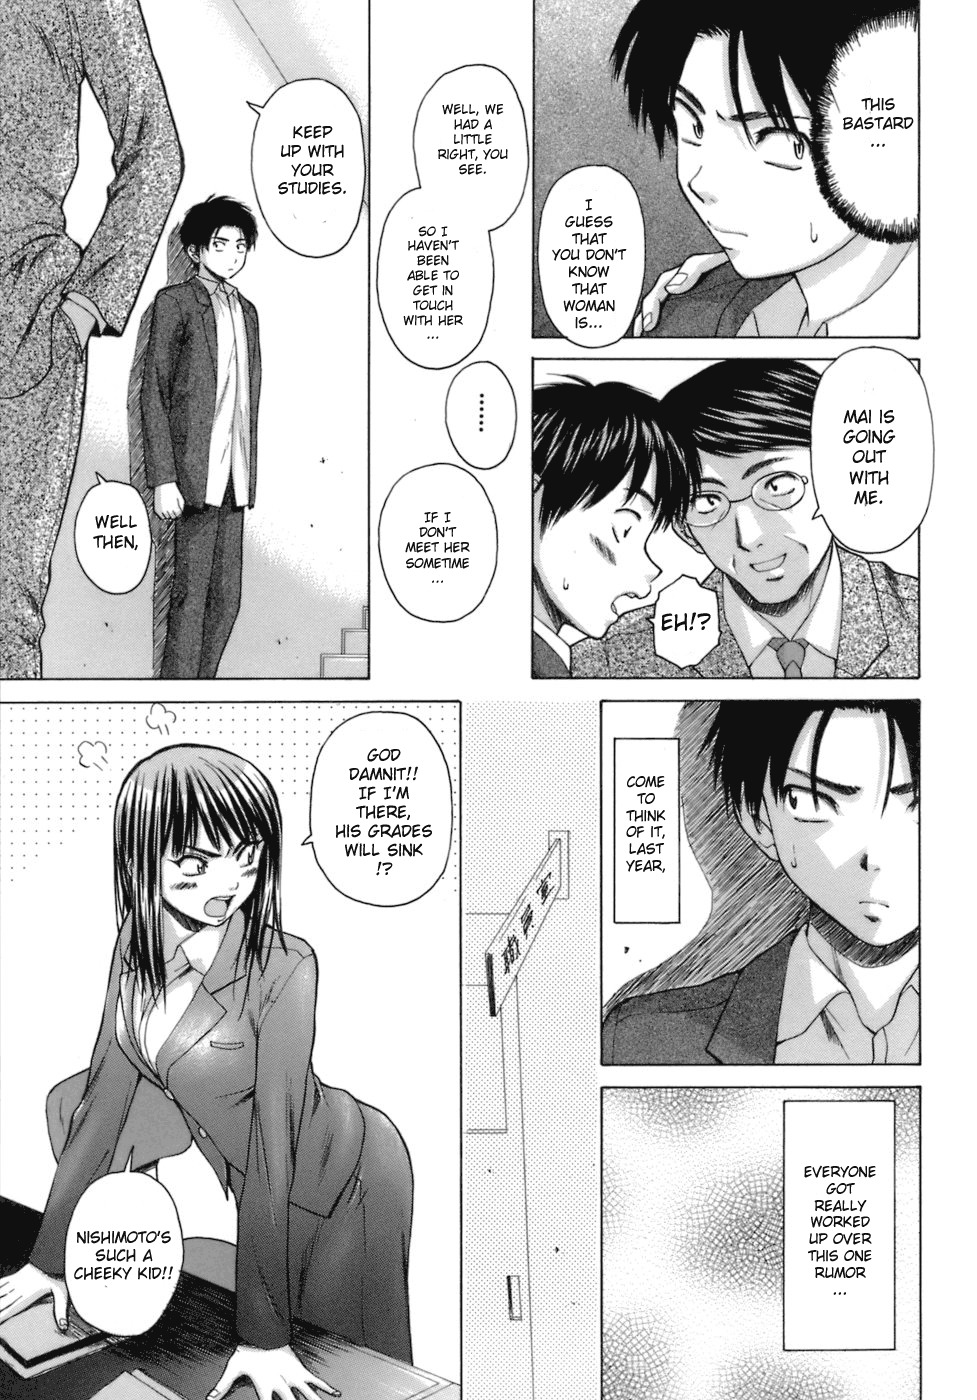 THIS
BASTARD
...
I
GUESS
THAT
YOU DON'T
KNOW
THAT
WOMAN
IS...
MAI IS
GOING
OUT
WITH
ME.
EH!?
WELL, WE
HAD A
LITTLE
RIGHT, YOU
SEE.
SO I
HAVEN'T
BEEN
ABLE TO
GET IN
TOUCH
WITH HER
...
......
IF I
DON'T
MEET HER
SOMETIME
...
KEEP
UP WITH
YOUR
STUDIES.
WELL
THEN,
COME
TO
THINK
OF IT,
LAST
YEAR,
EVERYONE
GOT
REALLY
WORKED
UP OVER
THIS ONE
RUMOR
...
GOD
DAMNIT!!
IF I'M
THERE,
HIS GRADES
WILL SINK
!?
NISHIMOTO'S
SUCH A
CHEEKY KID!!